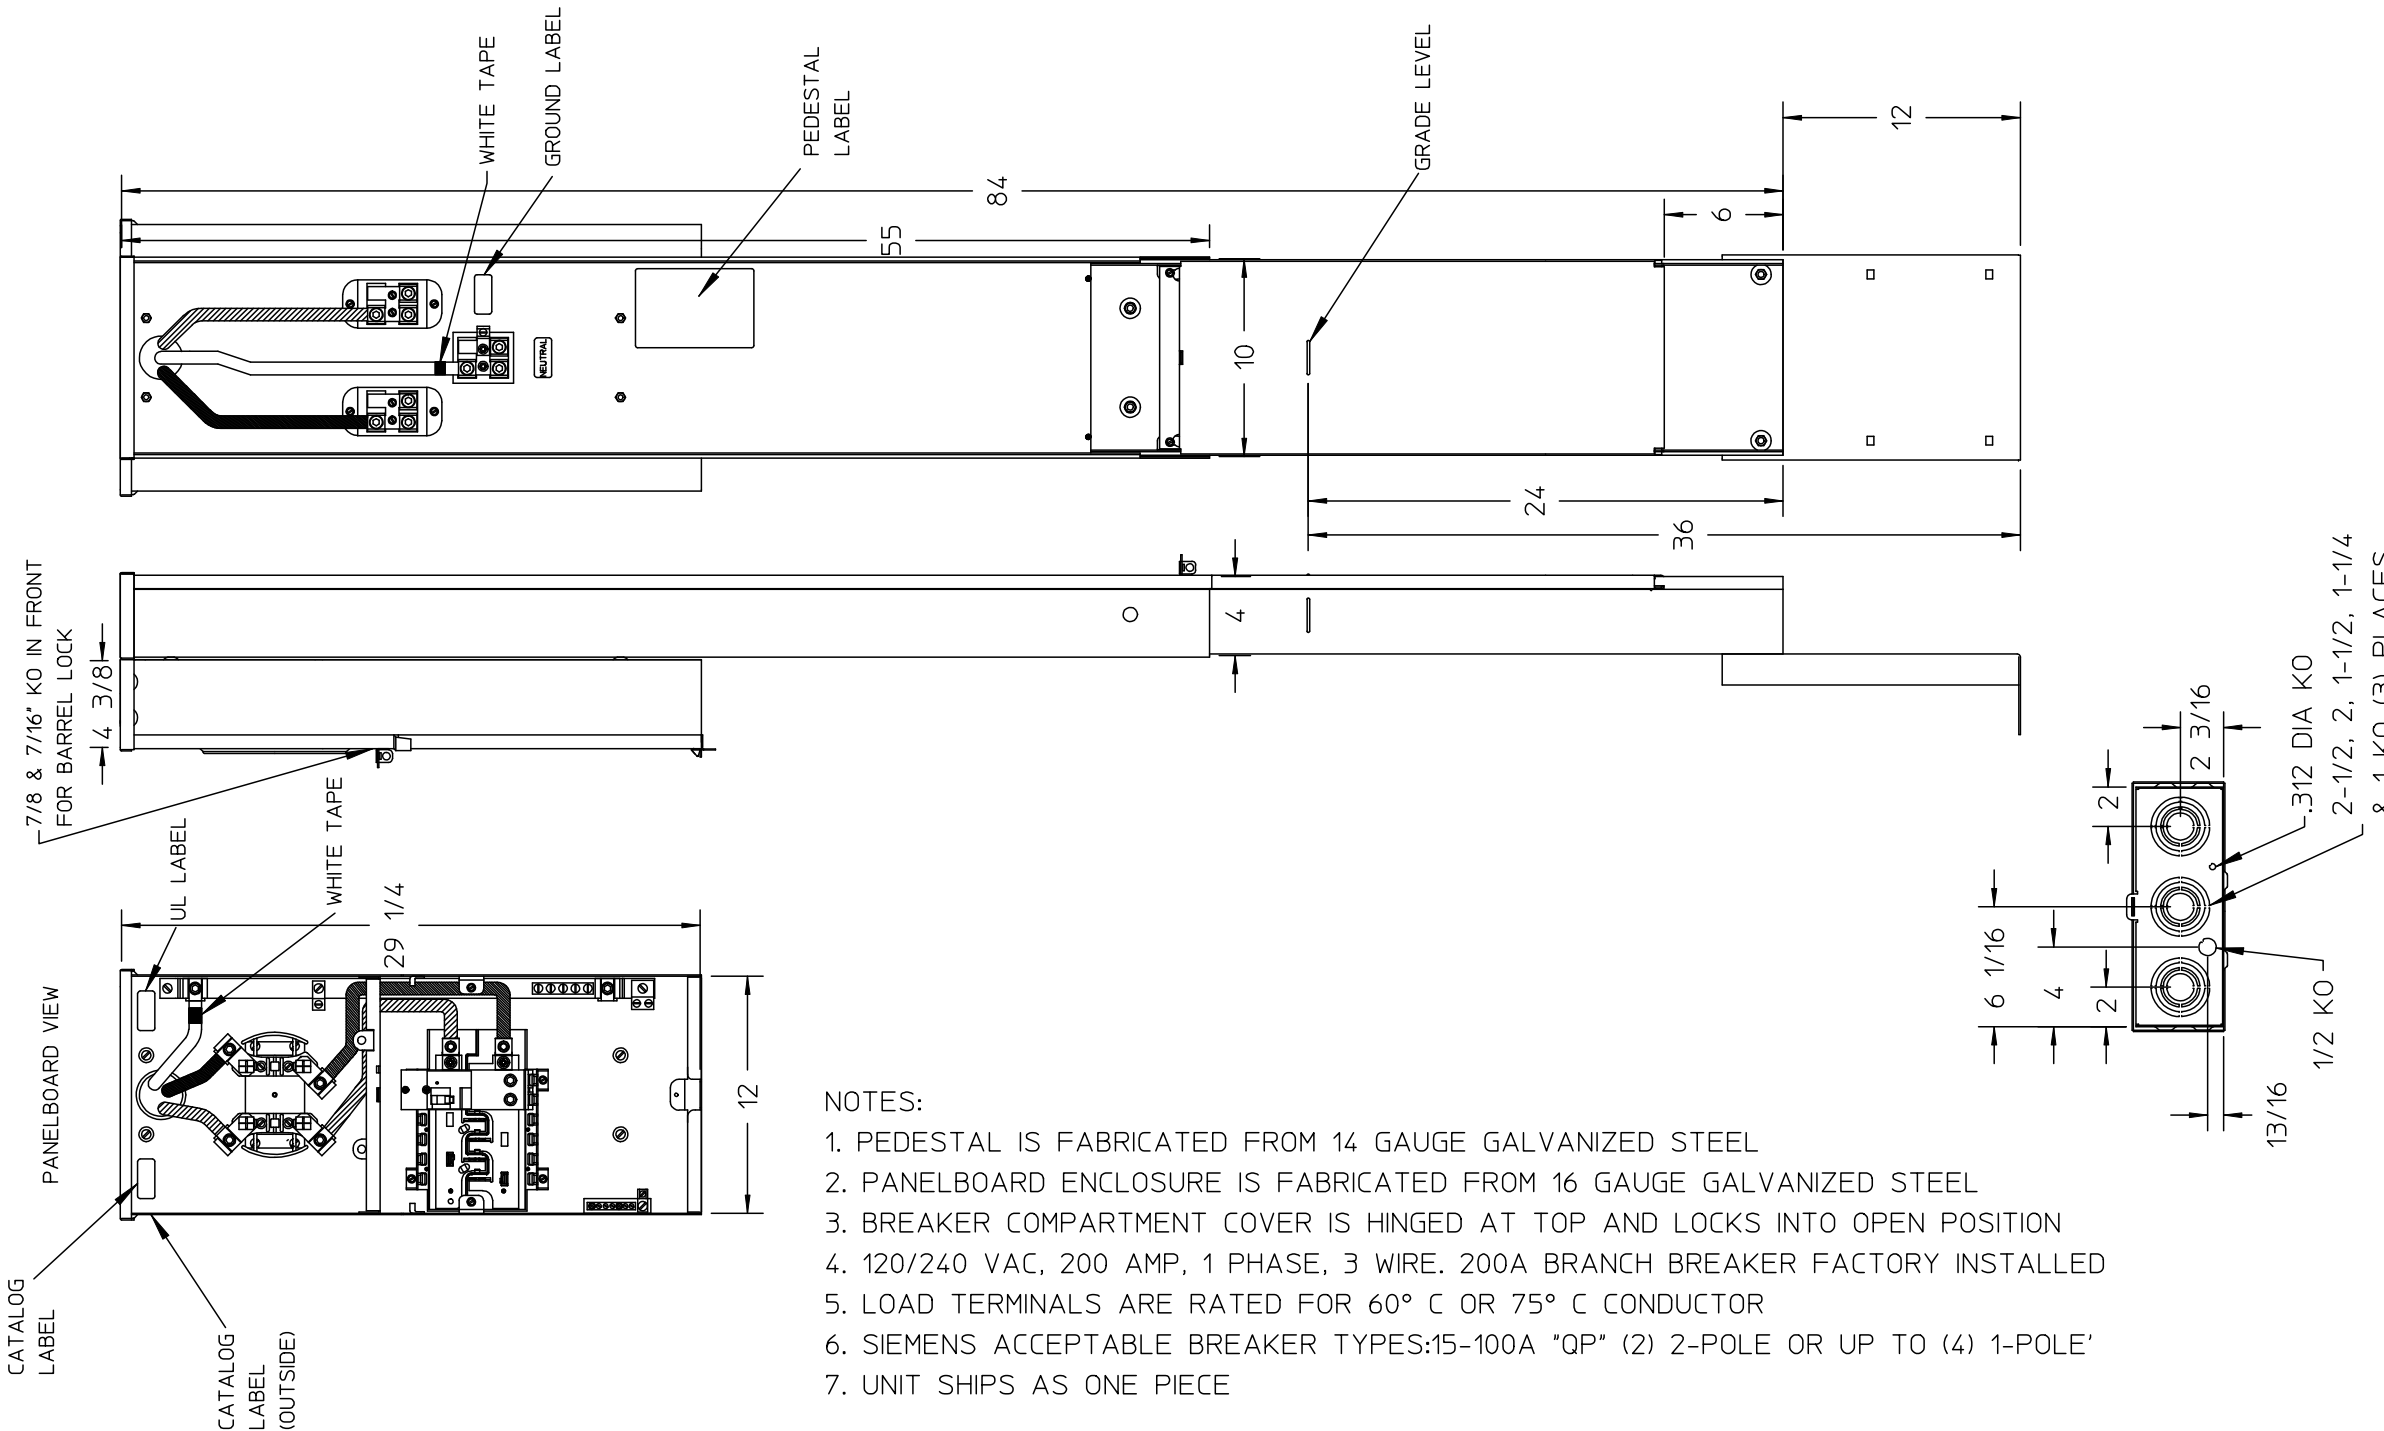 7/8 & 7/16" KO IN FRONT
FOR BARREL LOCK
4 3/8
WHITE TAPE
GROUND LABEL
PEDESTAL
LABEL
GRADE LEVEL
84
55
12
6
10
24
36
4
NEUTRAL
PANELBOARD VIEW
UL LABEL
WHITE TAPE
29 1/4
12
CATALOG
LABEL
CATALOG
LABEL
(OUTSIDE)
2 3/16
2
.312 DIA KO
2-1/2, 2, 1-1/2, 1-1/4
& 1 KO (3) PLACES
6 1/16
4
2
1/2 KO
13/16
NOTES:
1. PEDESTAL IS FABRICATED FROM 14 GAUGE GALVANIZED STEEL
2. PANELBOARD ENCLOSURE IS FABRICATED FROM 16 GAUGE GALVANIZED STEEL
3. BREAKER COMPARTMENT COVER IS HINGED AT TOP AND LOCKS INTO OPEN POSITION
4. 120/240 VAC, 200 AMP, 1 PHASE, 3 WIRE. 200A BRANCH BREAKER FACTORY INSTALLED
5. LOAD TERMINALS ARE RATED FOR 60° C OR 75° C CONDUCTOR
6. SIEMENS ACCEPTABLE BREAKER TYPES:15-100A "QP" (2) 2-POLE OR UP TO (4) 1-POLE'
7. UNIT SHIPS AS ONE PIECE